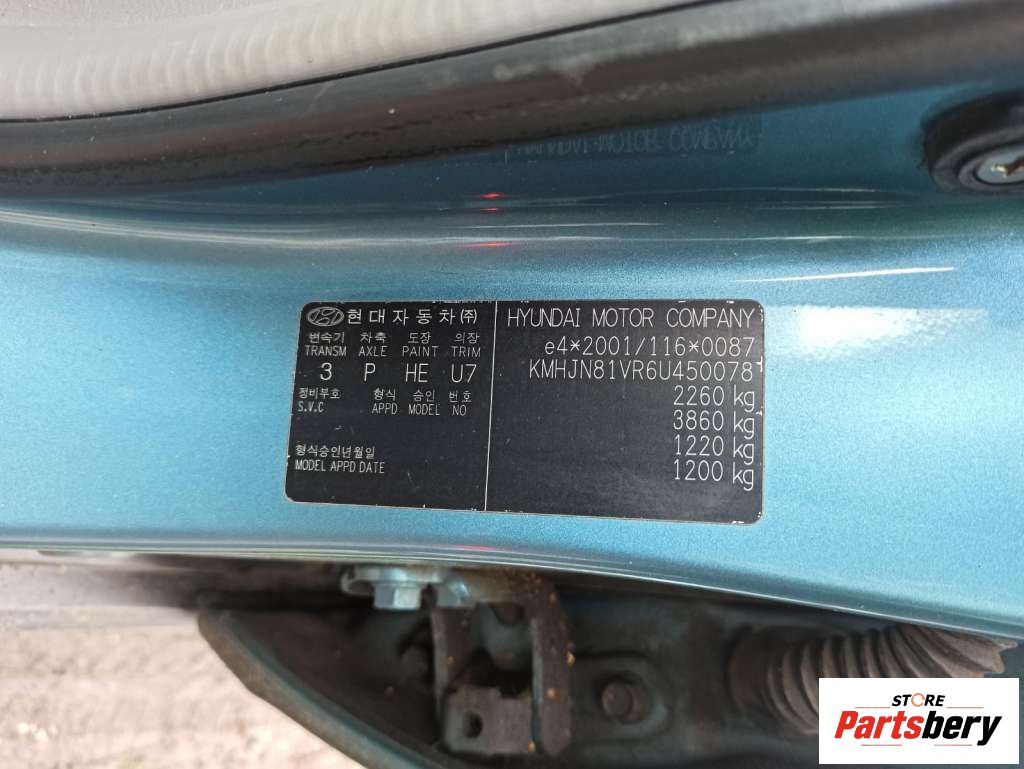 현대자동차(주)
변속기 차축 도장 의장
TRANSM AXLE PAINT TRIM
3 P HE U7
정비부호 형식 승인 번호
S.V.C APPD MODEL NO
형식승인년월일
MODEL APPD DATE
HYUNDAI MOTOR COMPANY
e4*2001/116*0087
KMHJN81VR6U450078
2260 kg
3860 kg
1220 kg
1200 kg
STORE
Partsbery